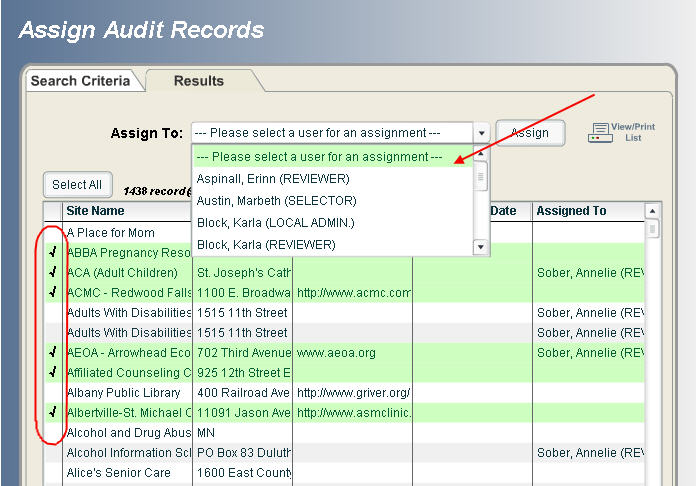 Assign Audit Records
Search Criteria
Results
Assign To: --- Please select a user for an assignment --- Assign View/Print List
--- Please select a user for an assignment ---
Aspinall, Erinn (REVIEWER)
Austin, Marbeth (SELECTOR)
Block, Karla (LOCAL ADMIN.)
Block, Karla (REVIEWER)
Select All 1438 record(
Site Name Date Assigned To
A Place for Mom
ABBA Pregnancy Reso
ACA (Adult Children) St. Joseph's Cath Sober, Annelie (RE
ACMC - Redwood Falls 1100 E. Broadwa http://www.acmc.com
Adults With Disabilities 1515 11th Street Sober, Annelie (RE
Adults With Disabilities 1515 11th Street Sober, Annelie (RE
AEOA - Arrowhead Eco 702 Third Avenue www.aeoa.org Sober, Annelie (RE
Affiliated Counseling C 925 12th Street E
Albany Public Library 400 Railroad Ave http://www.griver.org/
Albertville-St. Michael C 11091 Jason Ave http://www.asmclinic.
Alcohol and Drug Abus MN
Alcohol Information Scl PO Box 83 Duluth Sober, Annelie (RE
Alice's Senior Care 1600 East County